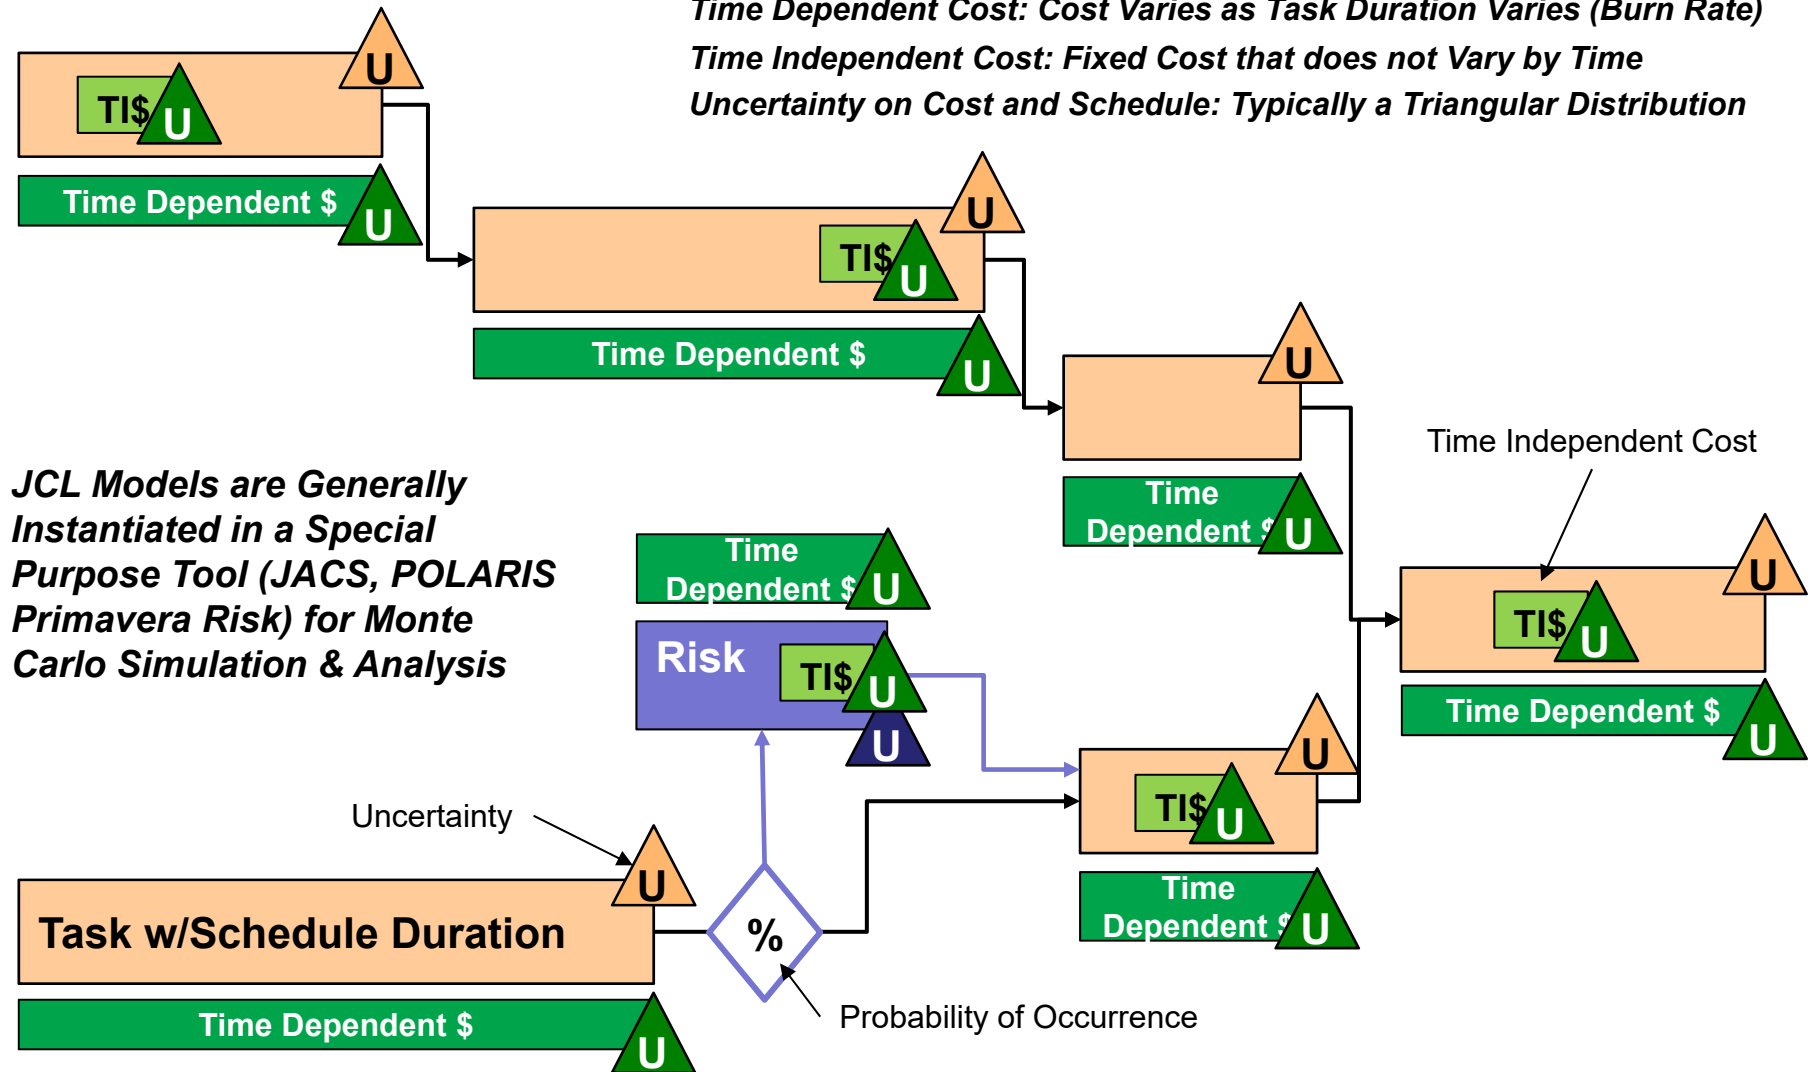 Time Dependent Cost: Cost Varies as Task Duration Varies (Burn Rate)
Time Independent Cost: Fixed Cost that does not Vary by Time
Uncertainty on Cost and Schedule: Typically a Triangular Distribution
U
TI$
U
Time Dependent $
U
U
TI$
U
Time Dependent $
U
U
Time
Dependent $
U
Time Independent Cost
JCL Models are Generally
Instantiated in a Special
Purpose Tool (JACS, POLARIS
Primavera Risk) for Monte
Carlo Simulation & Analysis
Time
Dependent $
U
Risk
TI$
U
U
U
TI$
U
Time Dependent $
U
U
TI$
U
Time
Dependent $
U
Uncertainty
U
Task w/Schedule Duration
%
Time Dependent $
U
Probability of Occurrence